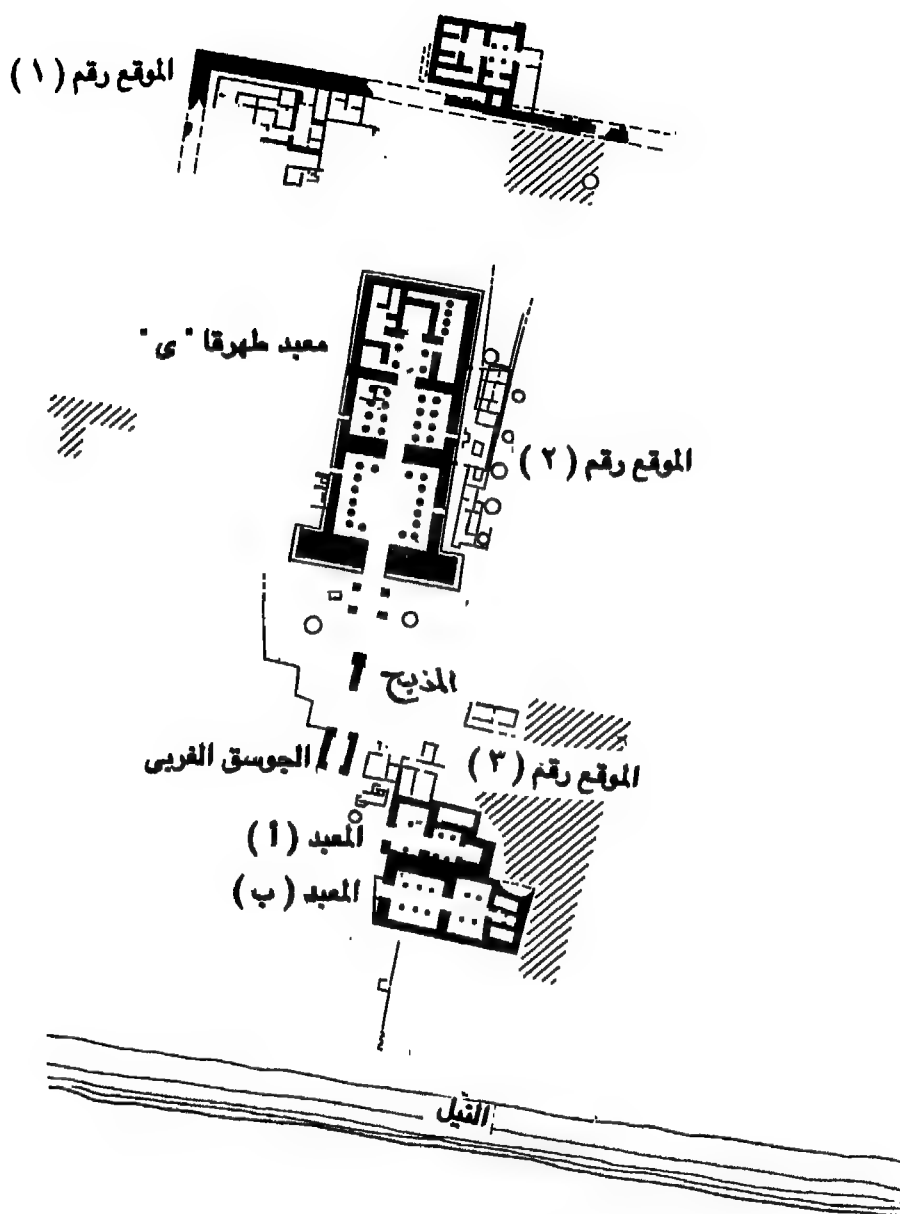 الموقع رقم ( ١ )
معبد طهرقا " ى "
الموقع رقم ( ٢ )
المذبح
الجوسق الغربى
الموقع رقم ( ٣ )
المعبد ( أ )
المعبد ( ب )
النيل